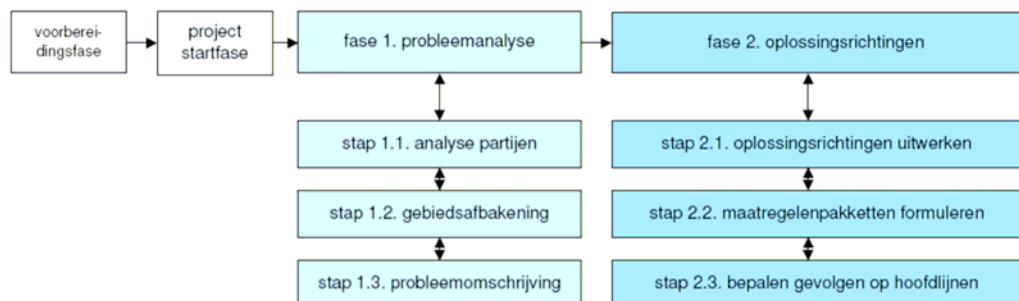 voorberei-
dingsfase
project
startfase
fase 1. probleemanalyse
fase 2. oplossingsrichtingen
stap 1.1. analyse partijen
stap 2.1. oplossingsrichtingen uitwerken
stap 1.2. gebiedsafbakening
stap 2.2. maatregelenpakketten formuleren
stap 1.3. probleemomschrijving
stap 2.3. bepalen gevolgen op hoofdlijnen